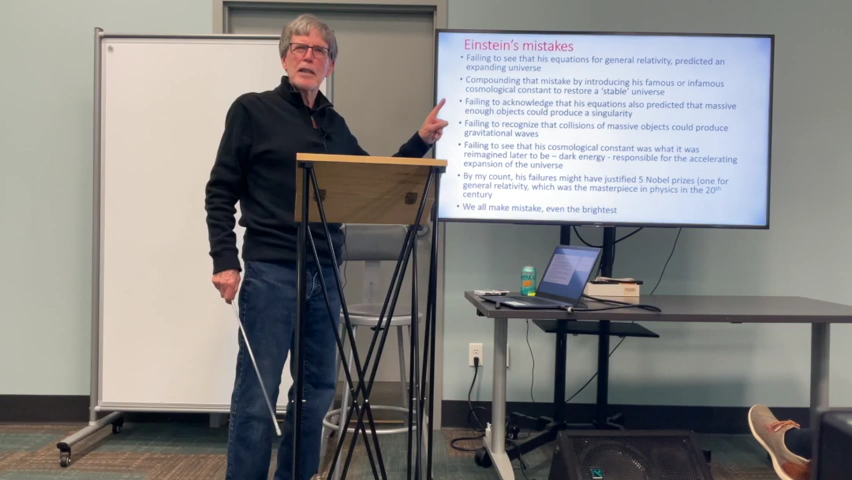 Einstein's mistakes
• Failing to see that his equations for general relativity, predicted an
expanding universe
• Compounding that mistake by introducing his famous or infamous
cosmological constant to restore a 'stable' universe
• Failing to acknowledge that his equations also predicted that massive
enough objects could produce a singularity
• Failing to recognize that collisions of massive objects could produce
gravitational waves
• Failing to see that his cosmological constant was what it was
reimagined later to be – dark energy - responsible for the accelerating
expansion of the universe
• By my count, his failures might have justified 5 Nobel prizes (one for
general relativity, which was the masterpiece in physics in the 20th
century
• We all make mistake, even the brightest